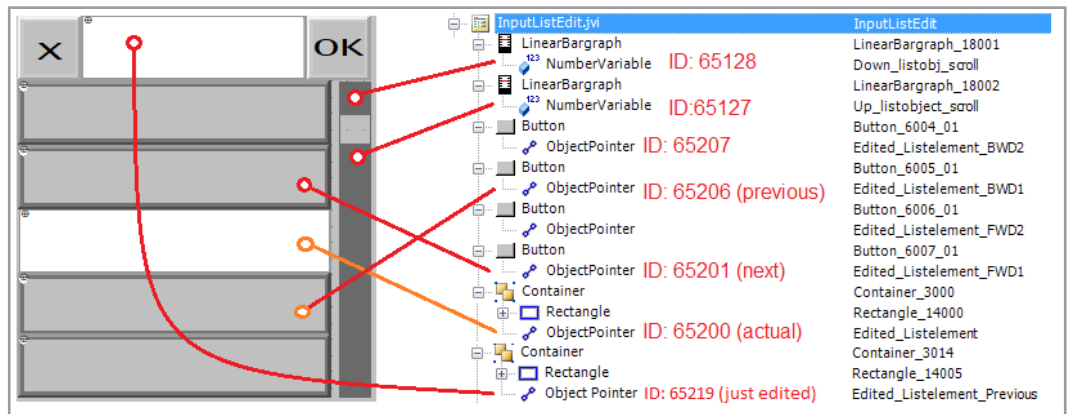 X
OK
InputListEdit.jvi InputListEdit
LinearBargraph LinearBargraph_18001
123 NumberVariable ID: 65128 Down_listobj_scroll
LinearBargraph LinearBargraph_18002
123 NumberVariable ID:65127 Up_listobject_scroll
Button Button_6004_01
ObjectPointer ID: 65207 Edited_Listelement_BWD2
Button Button_6005_01
ObjectPointer ID: 65206 (previous) Edited_Listelement_BWD1
Button Button_6006_01
ObjectPointer Edited_Listelement_FWD2
Button Button_6007_01
ObjectPointer ID: 65201 (next) Edited_Listelement_FWD1
Container Container_3000
Rectangle Rectangle_14000
ObjectPointer ID: 65200 (actual) Edited_Listelement
Container Container_3014
Rectangle Rectangle_14005
Object Pointer ID: 65219 (just edited) Edited_Listelement_Previous